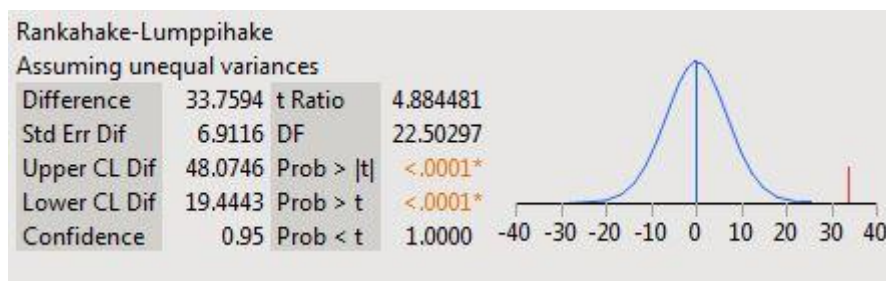 Rankahake-Lumppihake
Assuming unequal variances
Difference 33.7594 t Ratio 4.884481
Std Err Dif 6.9116 DF 22.50297
Upper CL Dif 48.0746 Prob > |t| <.0001*
Lower CL Dif 19.4443 Prob > t <.0001*
Confidence 0.95 Prob < t 1.0000
-40 -30 -20 -10 0 10 20 30 40